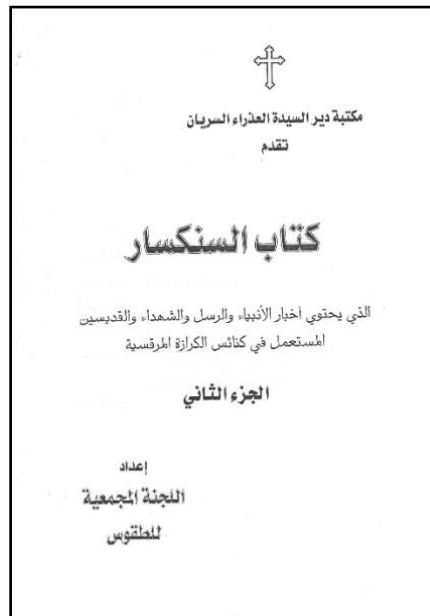 مكتبة دير السيدة العذراء السريان
تقدم
كتاب السنكسار
الذي يحتوي أخبار الأنبياء والرسل والشهداء والقديسين
المستعمل في كنائس الكرازة المرقسية
الجزء الثاني
إعداد
اللجنة المجمعية
للطقوس